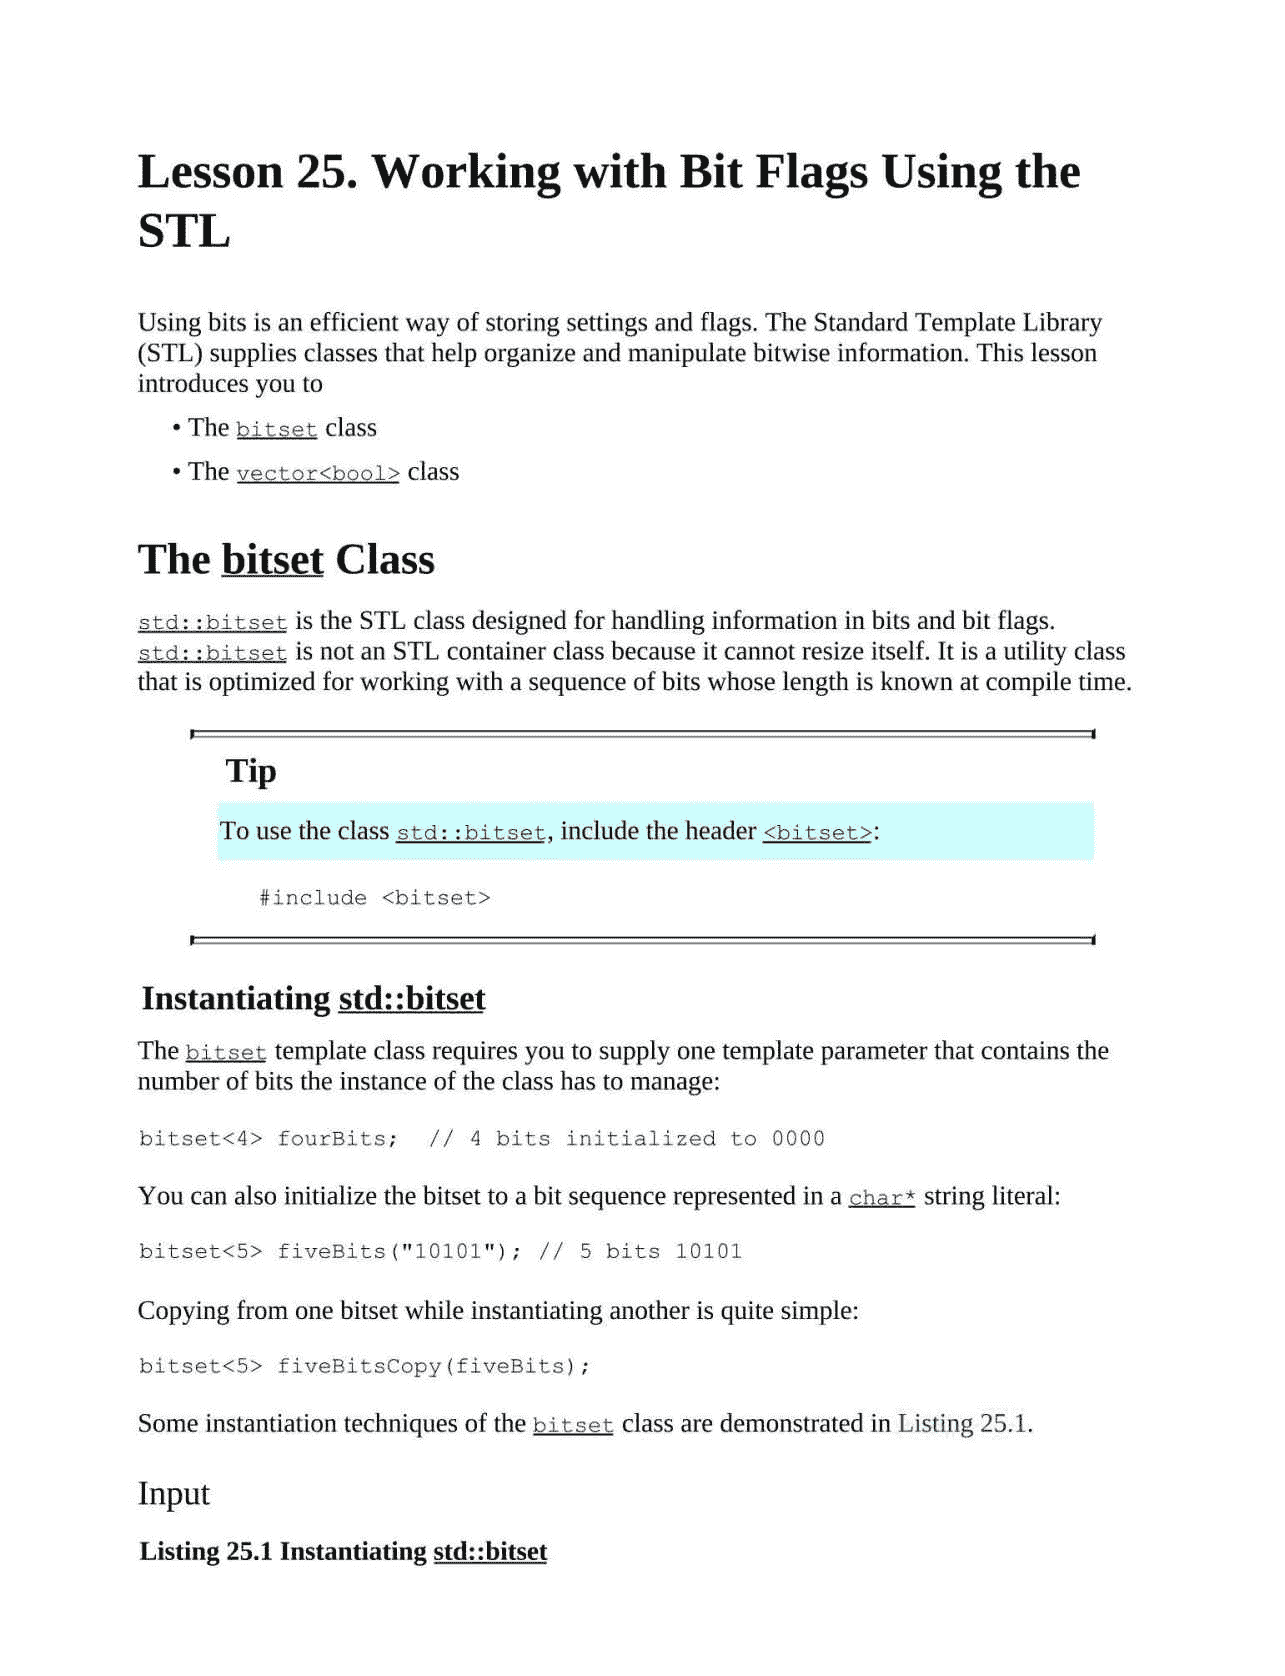 Lesson 25. Working with Bit Flags Using the
STL
Using bits is an efficient way of storing settings and flags. The Standard Template Library
(STL) supplies classes that help organize and manipulate bitwise information. This lesson
introduces you to
• The bitset class
• The vector<bool> class
The bitset Class
std::bitset is the STL class designed for handling information in bits and bit flags.
std::bitset is not an STL container class because it cannot resize itself. It is a utility class
that is optimized for working with a sequence of bits whose length is known at compile time.
Tip
To use the class std::bitset, include the header <bitset>:
#include <bitset>
Instantiating std::bitset
The bitset template class requires you to supply one template parameter that contains the
number of bits the instance of the class has to manage:
bitset<4> fourBits;  // 4 bits initialized to 0000
You can also initialize the bitset to a bit sequence represented in a char* string literal:
bitset<5> fiveBits("10101"); // 5 bits 10101
Copying from one bitset while instantiating another is quite simple:
bitset<5> fiveBitsCopy(fiveBits);
Some instantiation techniques of the bitset class are demonstrated in Listing 25.1.
Input
Listing 25.1 Instantiating std::bitset